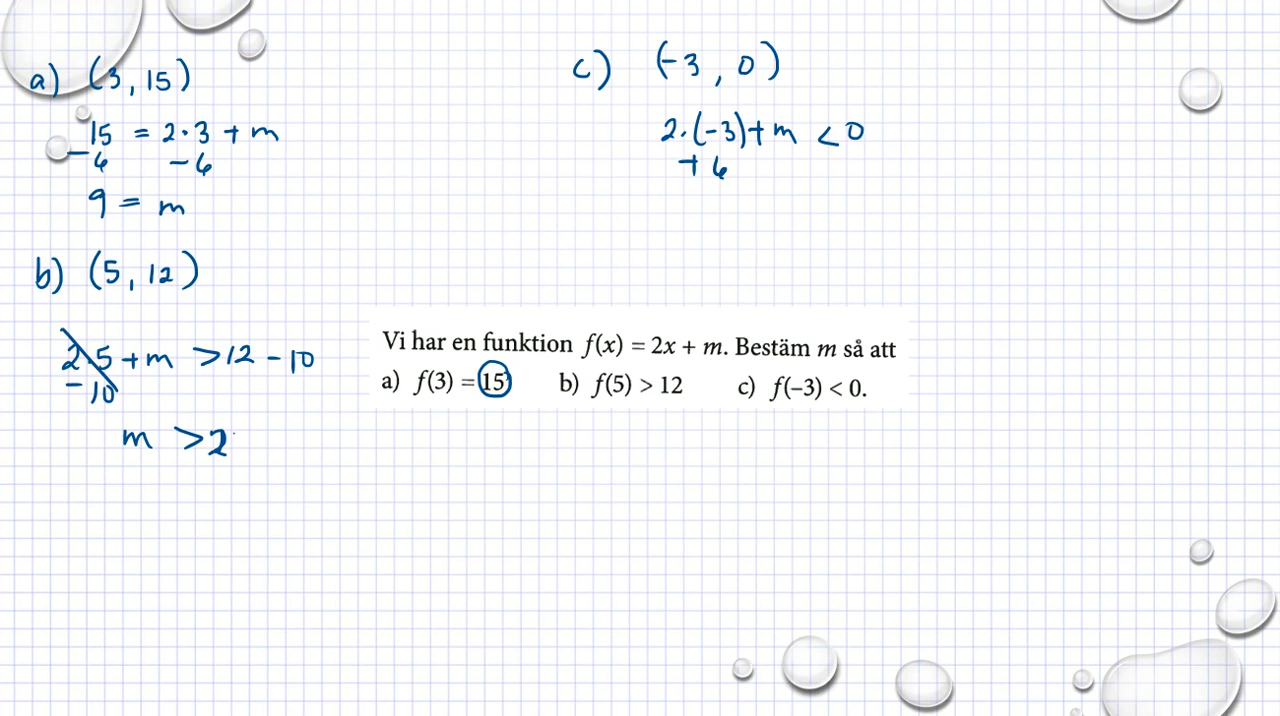 a) (3, 15)
15 = 2·3 + m
-6 -6
9 = m
b) (5, 12)
2·5 + m > 12 - 10
-10
m > 2
c) (-3, 0)
2·(-3) + m < 0
+6
Vi har en funktion f(x) = 2x + m. Bestäm m så att
a) f(3) = 15 b) f(5) > 12 c) f(–3) < 0.